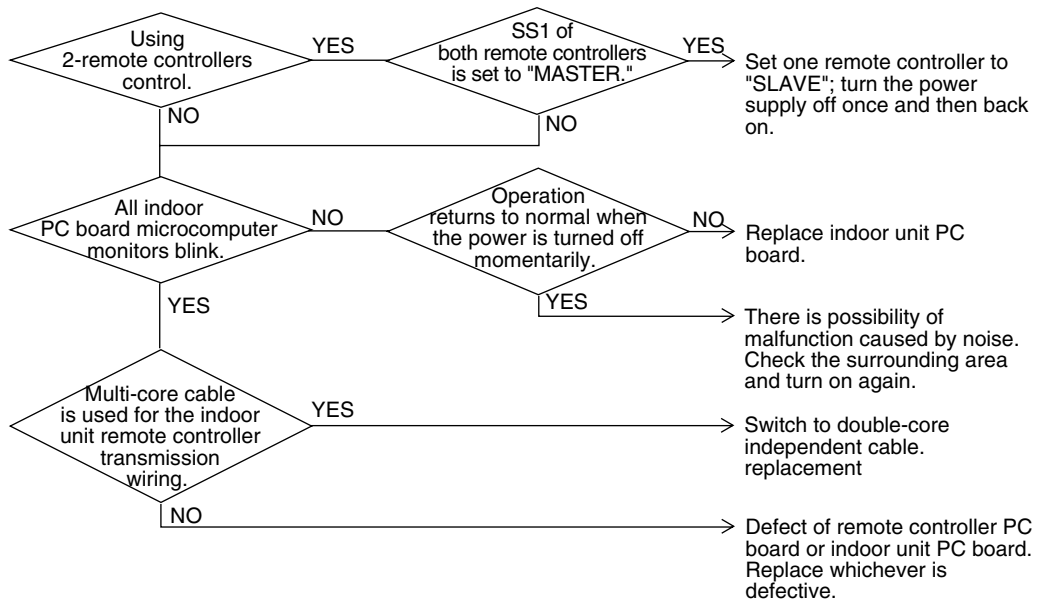 Using
2-remote controllers
control.
YES
SS1 of
both remote controllers
is set to "MASTER."
YES
Set one remote controller to
"SLAVE"; turn the power
supply off once and then back
on.
NO
NO
All indoor
PC board microcomputer
monitors blink.
NO
Operation
returns to normal when
the power is turned off
momentarily.
NO
Replace indoor unit PC
board.
YES
YES
There is possibility of
malfunction caused by noise.
Check the surrounding area
and turn on again.
Multi-core cable
is used for the indoor
unit remote controller
transmission
wiring.
YES
Switch to double-core
independent cable.
replacement
NO
Defect of remote controller PC
board or indoor unit PC board.
Replace whichever is
defective.